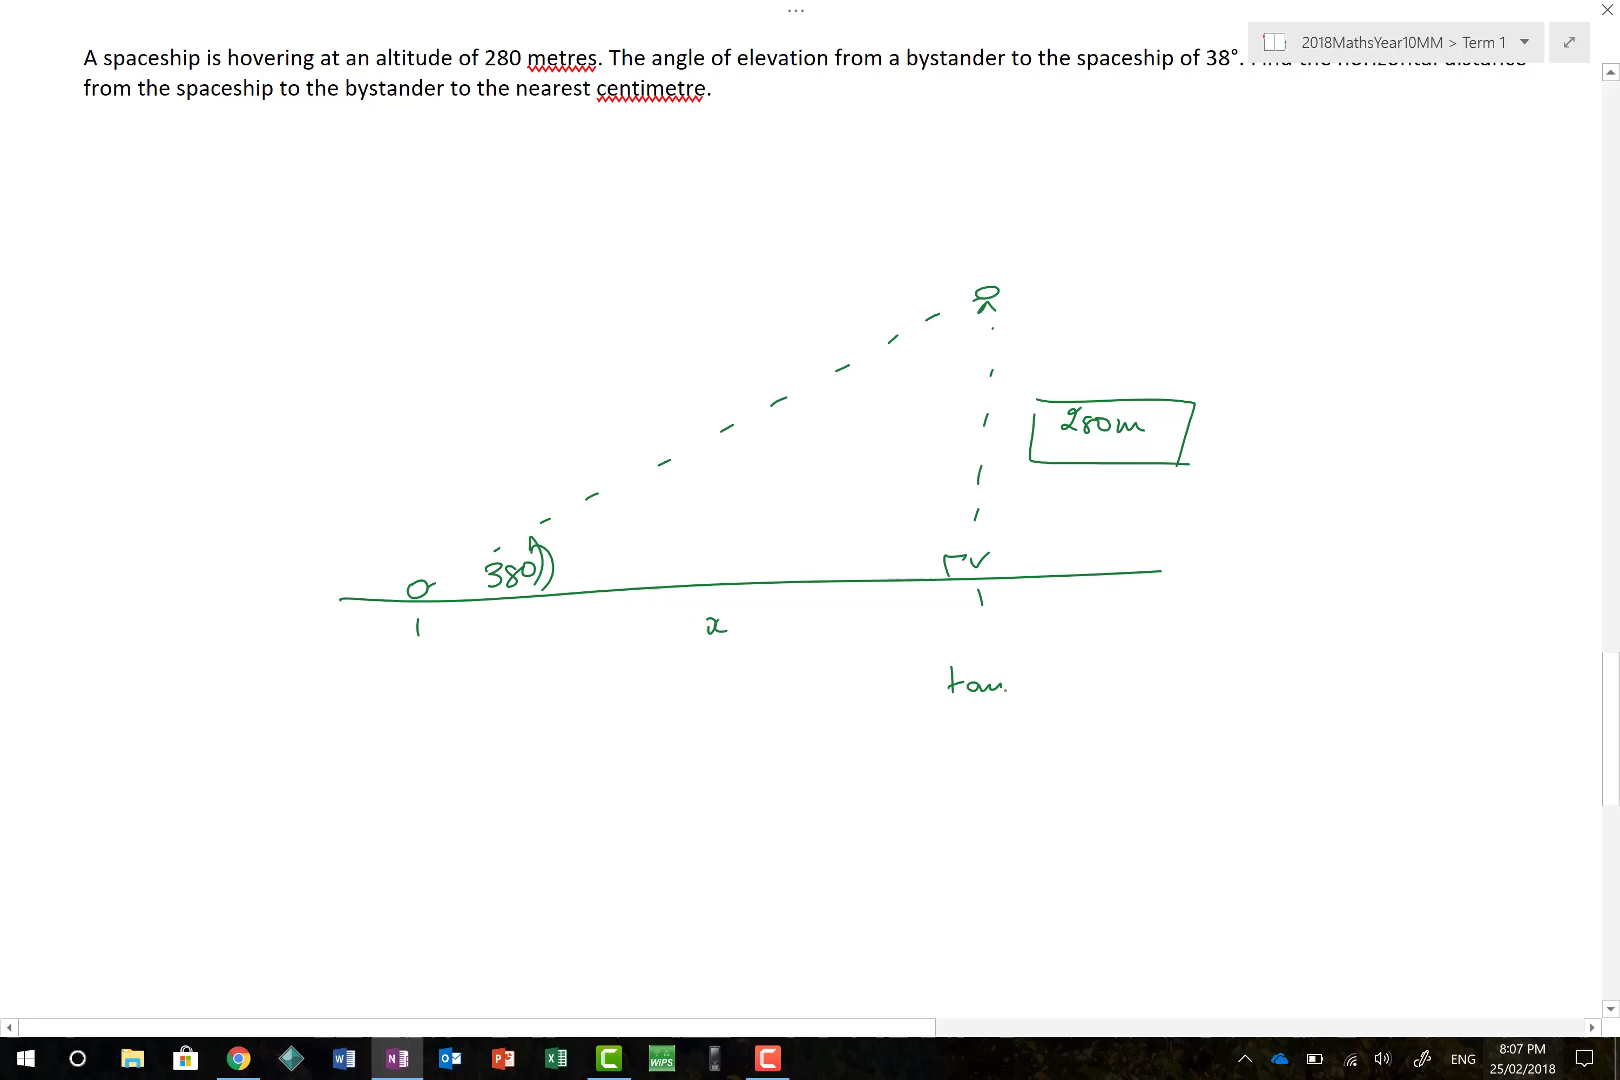 A spaceship is hovering at an altitude of 280 metres. The angle of elevation from a bystander to the spaceship of 38°.
from the spaceship to the bystander to the nearest centimetre.
2018MathsYear10MM > Term 1
280m
380
x
tan
ENG
8:07 PM
25/02/2018